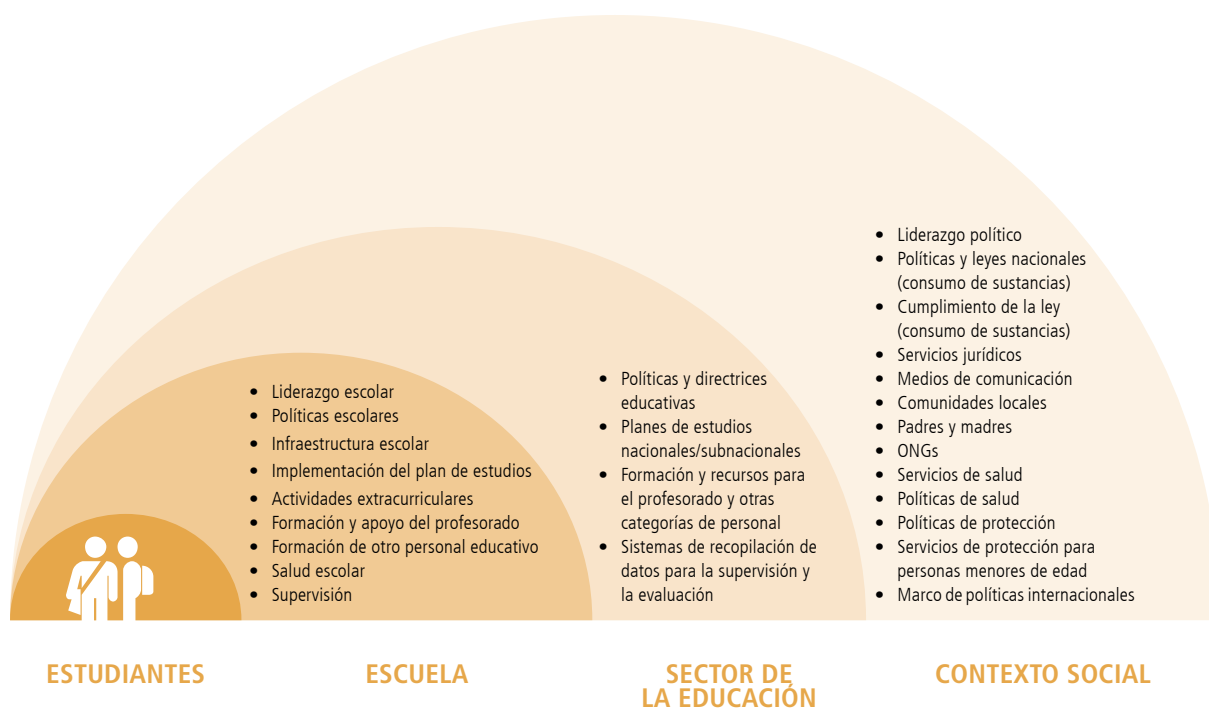 • Liderazgo escolar
• Políticas escolares
• Infraestructura escolar
• Implementación del plan de estudios
• Actividades extracurriculares
• Formación y apoyo del profesorado
• Formación de otro personal educativo
• Salud escolar
• Supervisión
• Políticas y directrices
educativas
• Planes de estudios
nacionales/subnacionales
• Formación y recursos para
el profesorado y otras
categorías de personal
• Sistemas de recopilación de
datos para la supervisión y
la evaluación
• Liderazgo político
• Políticas y leyes nacionales
(consumo de sustancias)
• Cumplimiento de la ley
(consumo de sustancias)
• Servicios jurídicos
• Medios de comunicación
• Comunidades locales
• Padres y madres
• ONGs
• Servicios de salud
• Políticas de salud
• Políticas de protección
• Servicios de protección para
personas menores de edad
• Marco de políticas internacionales
ESTUDIANTES
ESCUELA
SECTOR DE
LA EDUCACIÓN
CONTEXTO SOCIAL